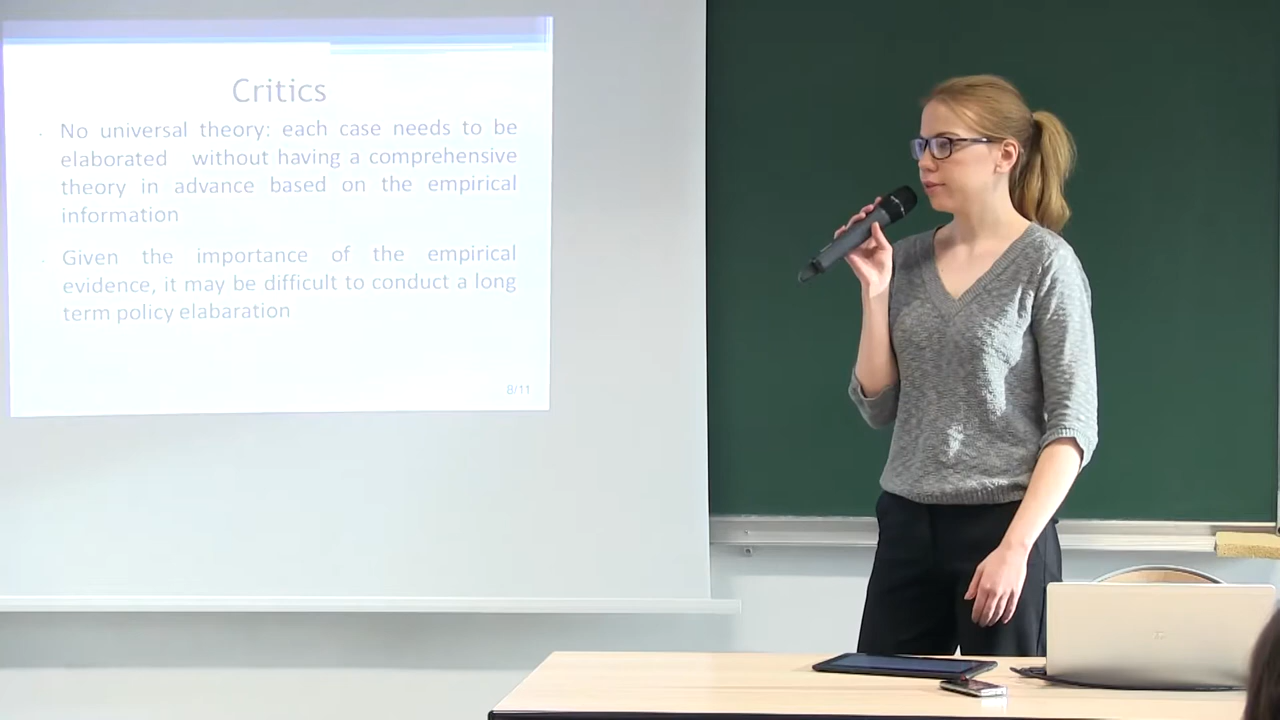 Critics
No universal theory: each case needs to be
elaborated without having a comprehensive
theory in advance based on the empirical
information
Given the importance of the empirical
evidence, it may be difficult to conduct a long
term policy elabaration
8/11